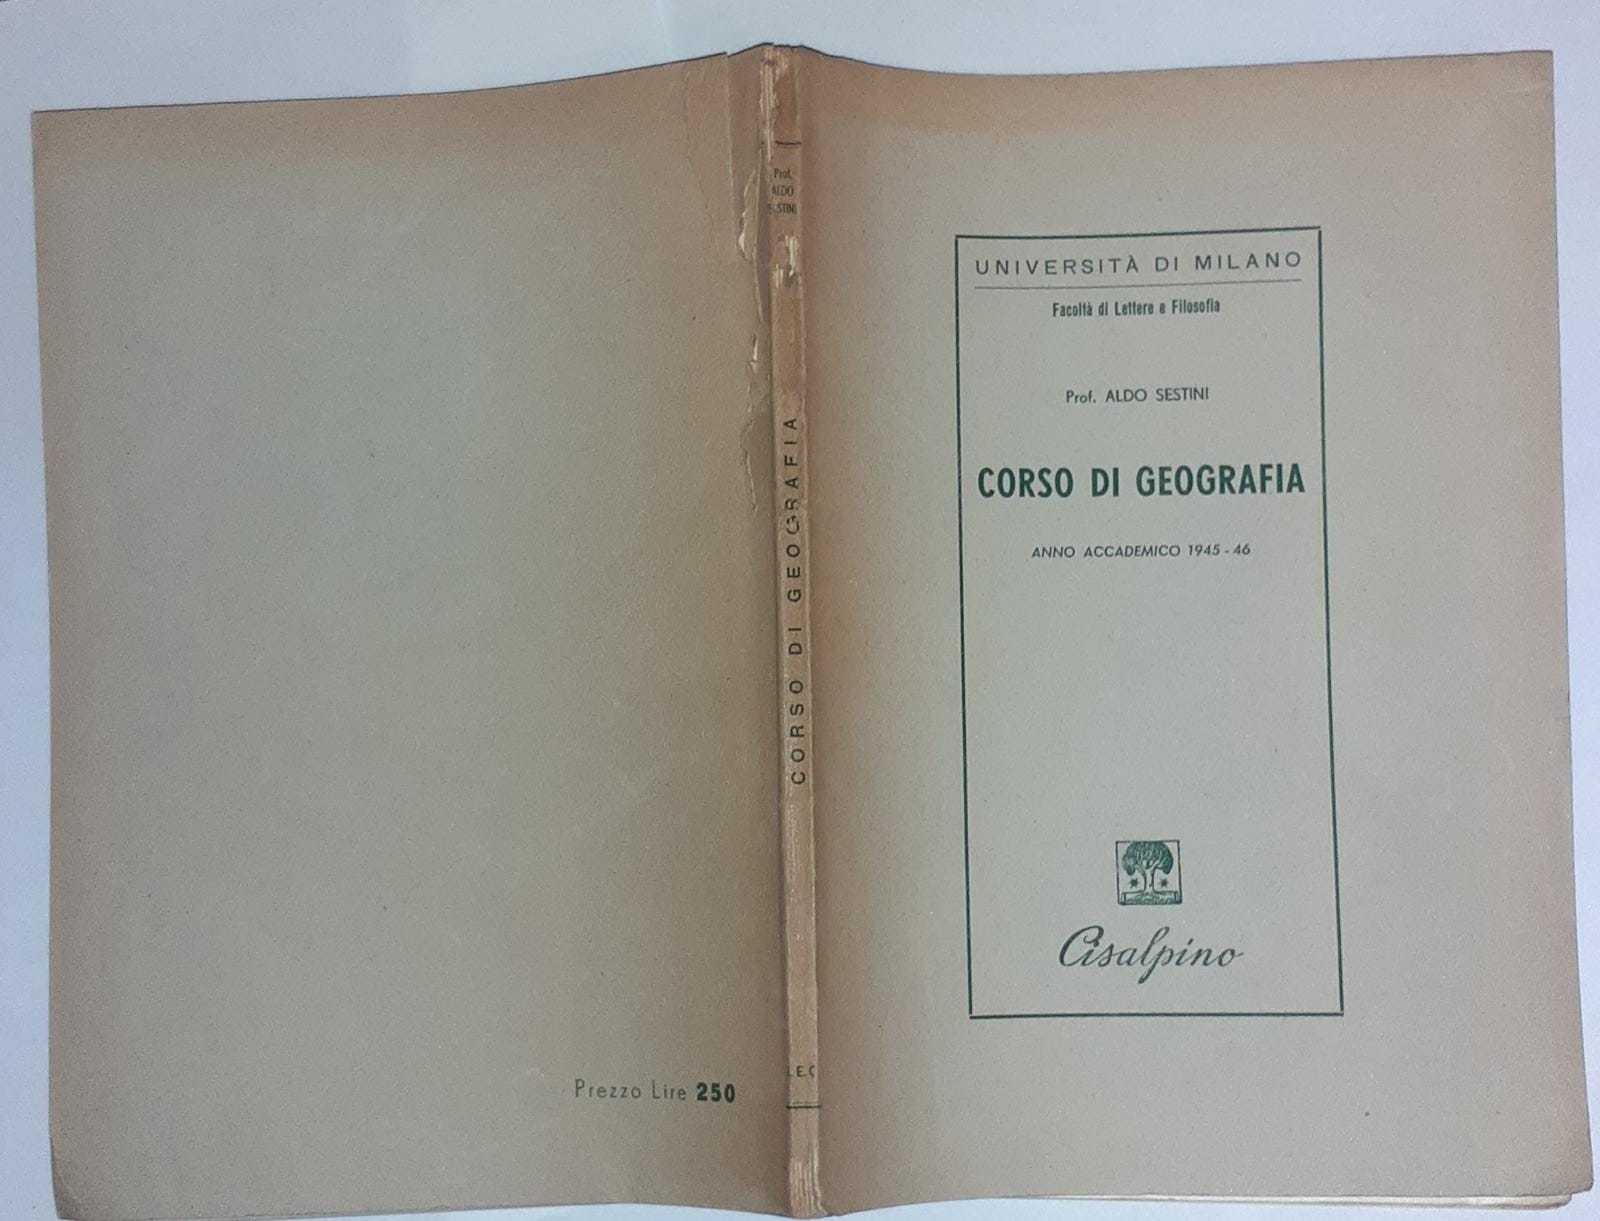 UNIVERSITÀ DI MILANO
Facoltà di Lettere e Filosofia
Prof. ALDO SESTINI
CORSO DI GEOGRAFIA
ANNO ACCADEMICO 1945-46
Cisalpino
Prof.
ALDO
SESTINI
CORSO DI GEOGRAFIA
Prezzo Lire 250